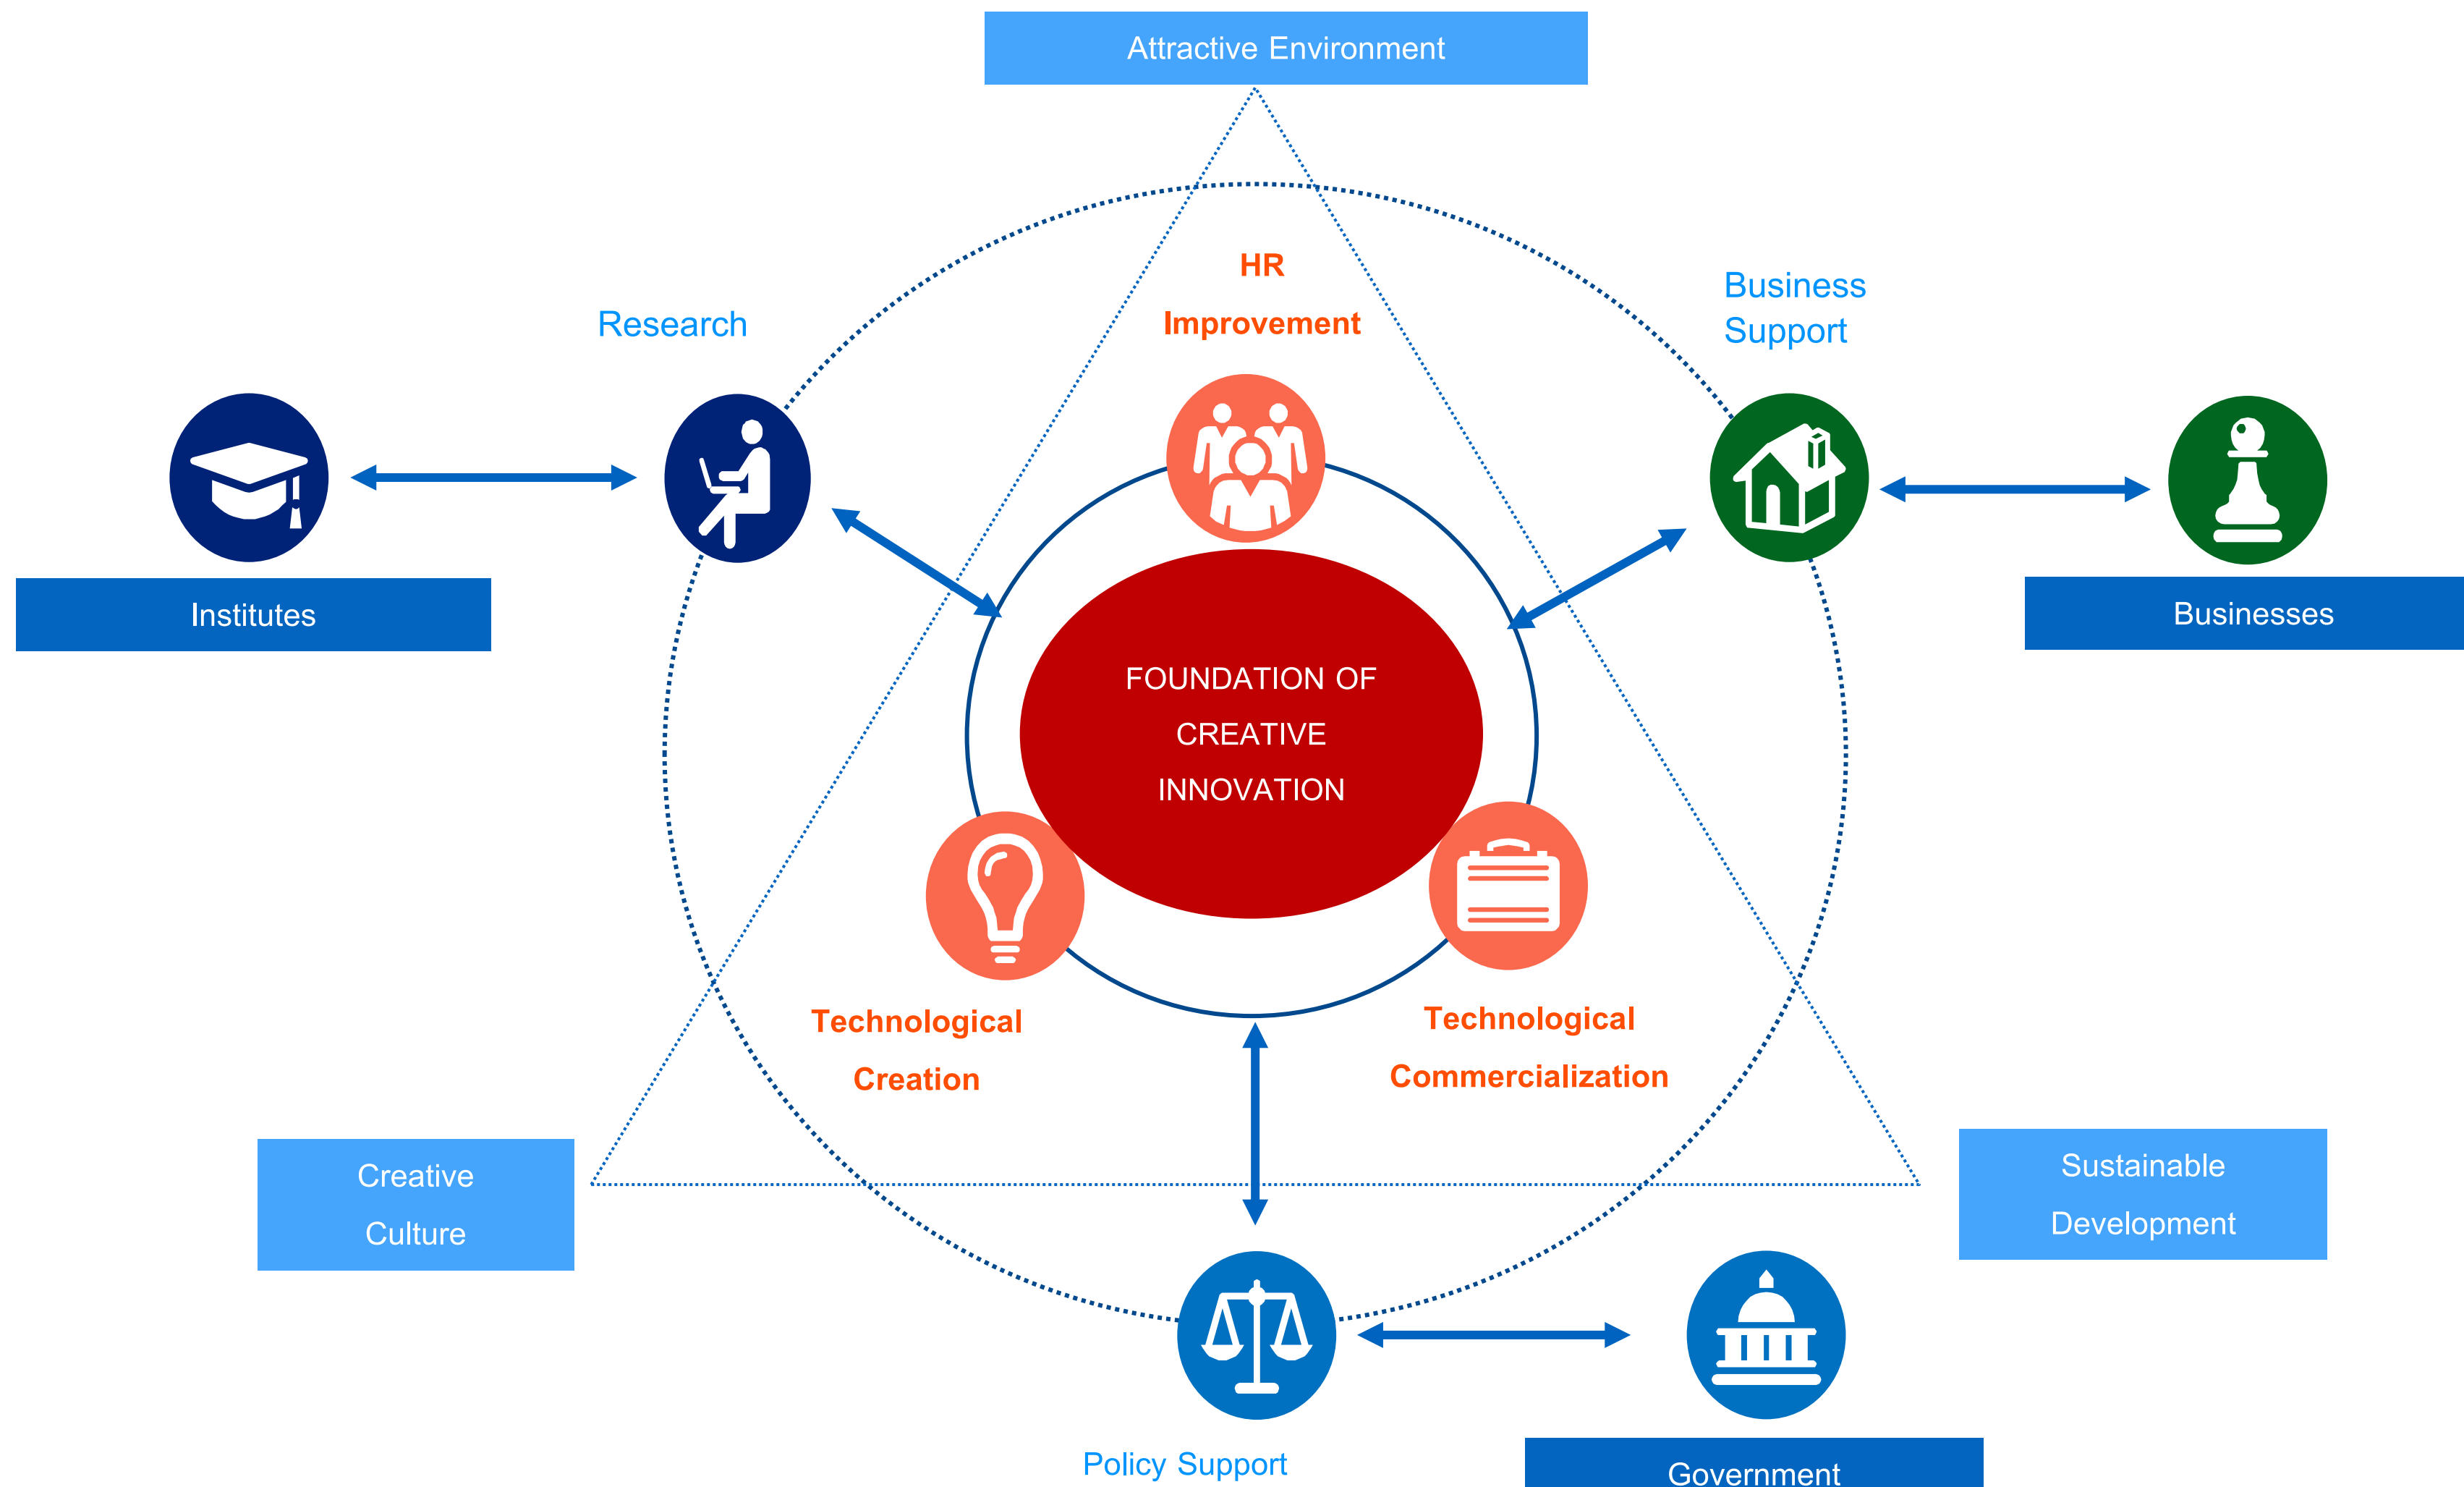 Attractive Environment
HR
Improvement
Research
Business
Support
Institutes
Businesses
FOUNDATION OF
CREATIVE
INNOVATION
Technological
Creation
Technological
Commercialization
Creative
Culture
Sustainable
Development
Policy Support
Government